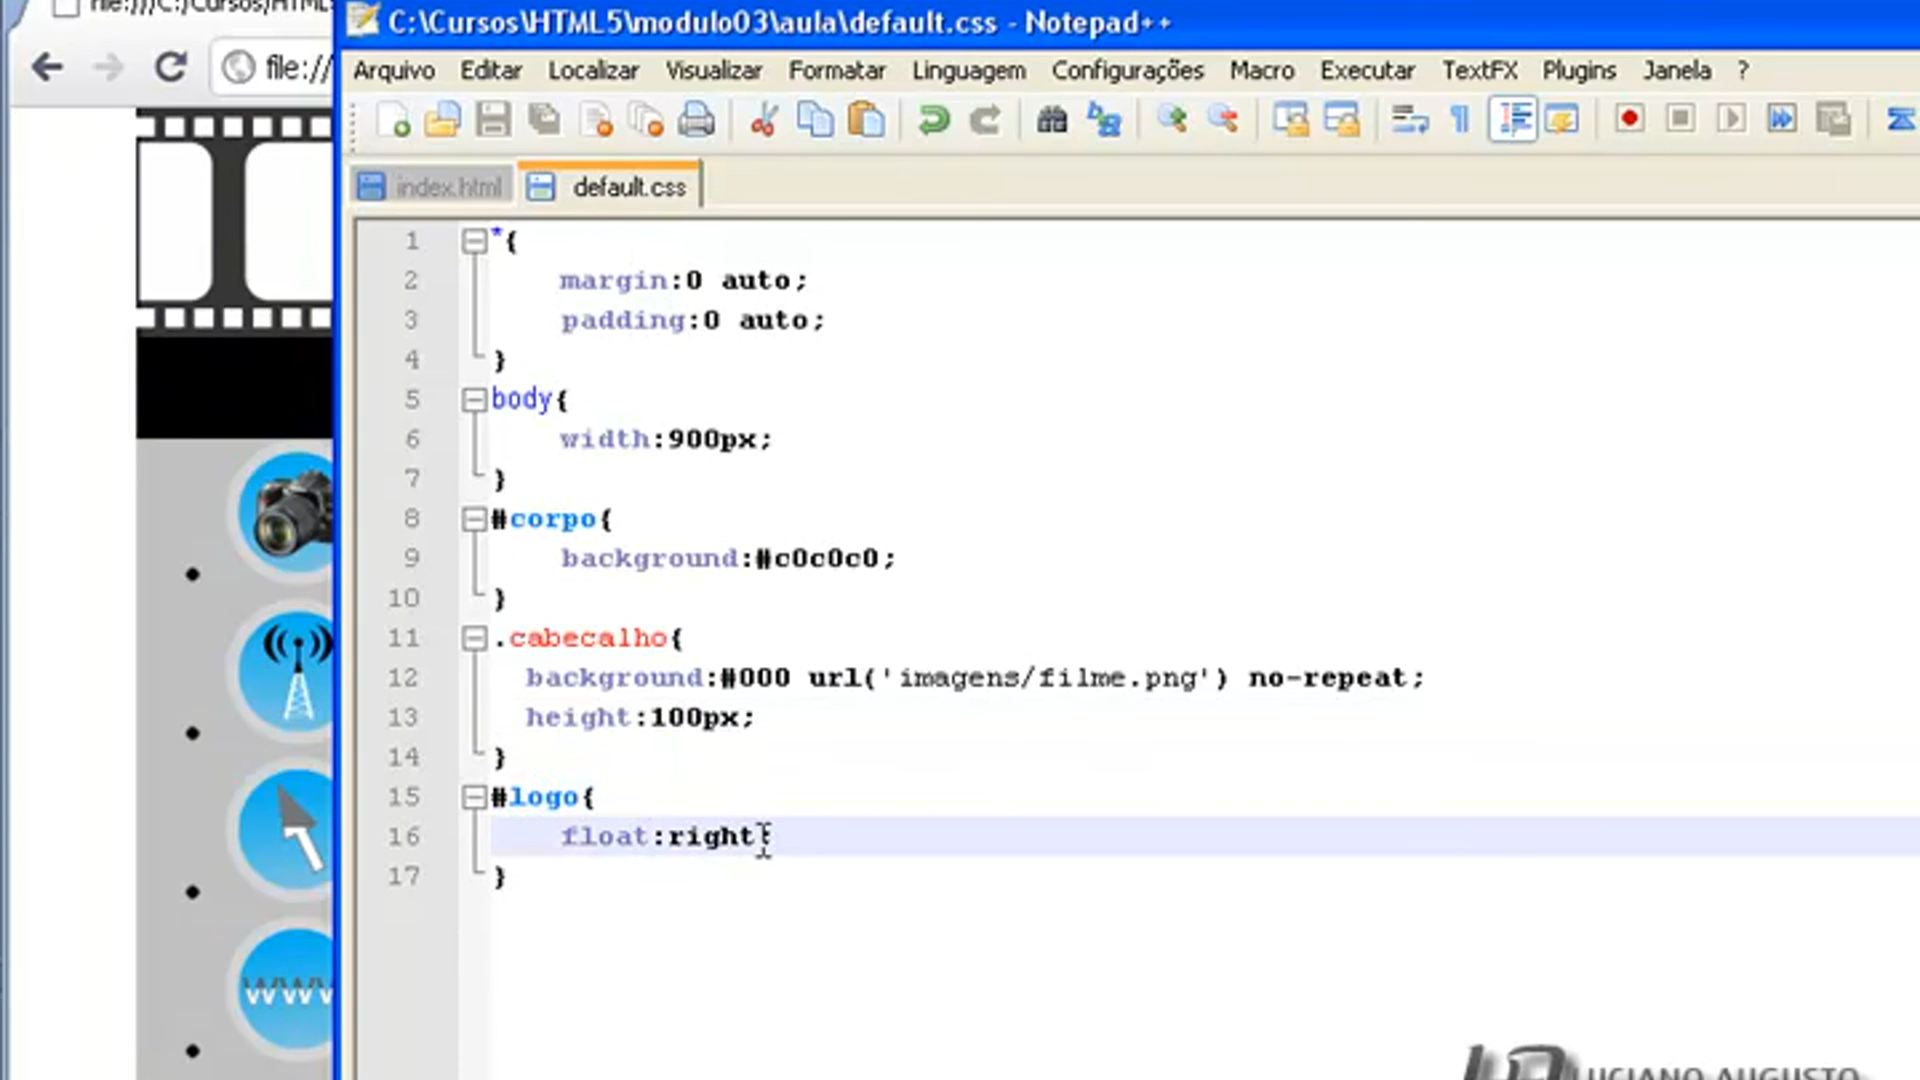 C:\Cursos\HTML5\modulo03\aula\default.css - Notepad++
file://
Arquivo Editar Localizar Visualizar Formatar Linguagem Configurações Macro Executar TextFX Plugins Janela ?
index.html default.css
1 *{
2 margin:0 auto;
3 padding:0 auto;
4 }
5 body{
6 width:900px;
7 }
8 #corpo{
9 background:#c0c0c0;
10 }
11 .cabecalho{
12 background:#000 url('imagens/filme.png') no-repeat;
13 height:100px;
14 }
15 #logo{
16 float:right;
17 }
www
LUCIANO AUGUSTO